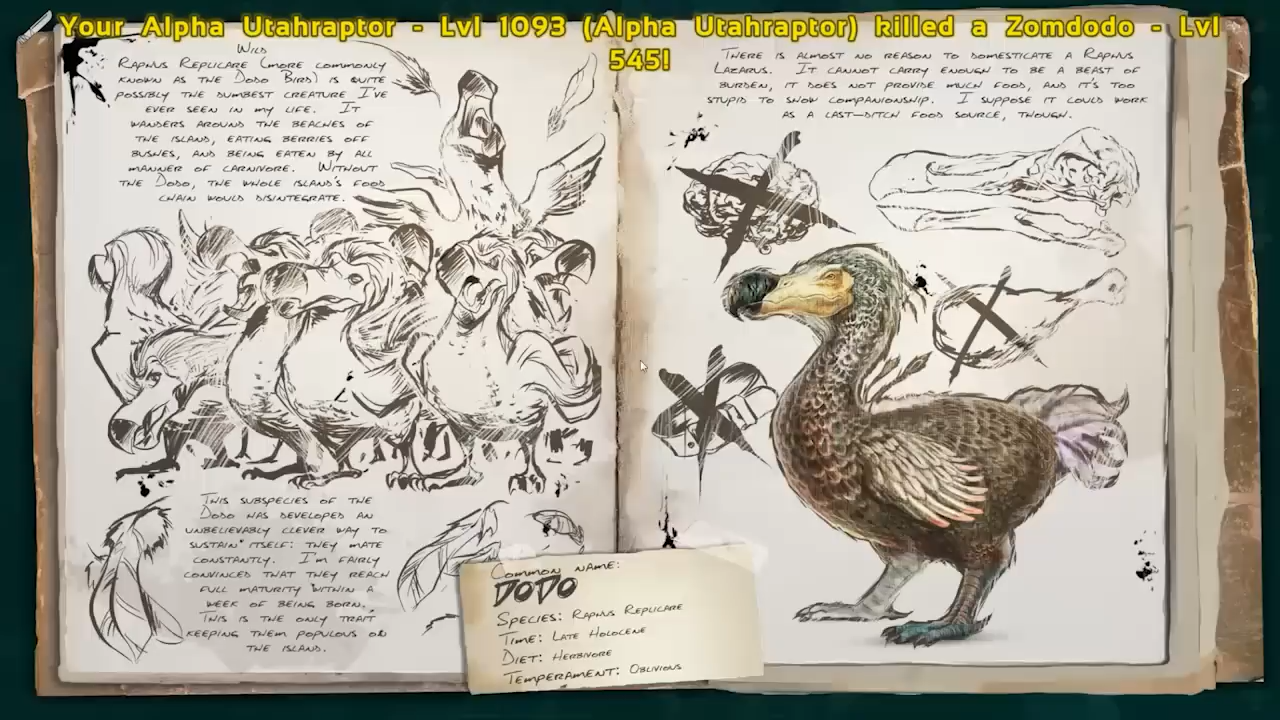 Your Alpha Utahraptor - Lvl 1093 (Alpha Utahraptor) killed a Zomdodo - Lvl
545!
Wild
Raphus Replicare (more commonly
known as the Dodo Bird) is quite
possibly the dumbest creature I've
ever seen in my life. It
wanders around the beaches of
the island, eating berries off
bushes, and being eaten by all
manner of carnivore. Without
the Dodo, the whole island's food
chain would disintegrate.
This subspecies of the
Dodo has developed an
unbelievably clever way to
sustain itself: they mate
constantly. I'm fairly
convinced that they reach
full maturity within a
week of being born.
This is the only trait
keeping them populous on
the island.
There is almost no reason to domesticate a Raphus
Lazarus. It cannot carry enough to be a beast of
burden, it does not provide much food, and it's too
stupid to show companionship. I suppose it could work
as a last-ditch food source, though.
Common name:
DODO
Species: Raphus Replicare
Time: Late Holocene
Diet: Herbivore
Temperament: Oblivious